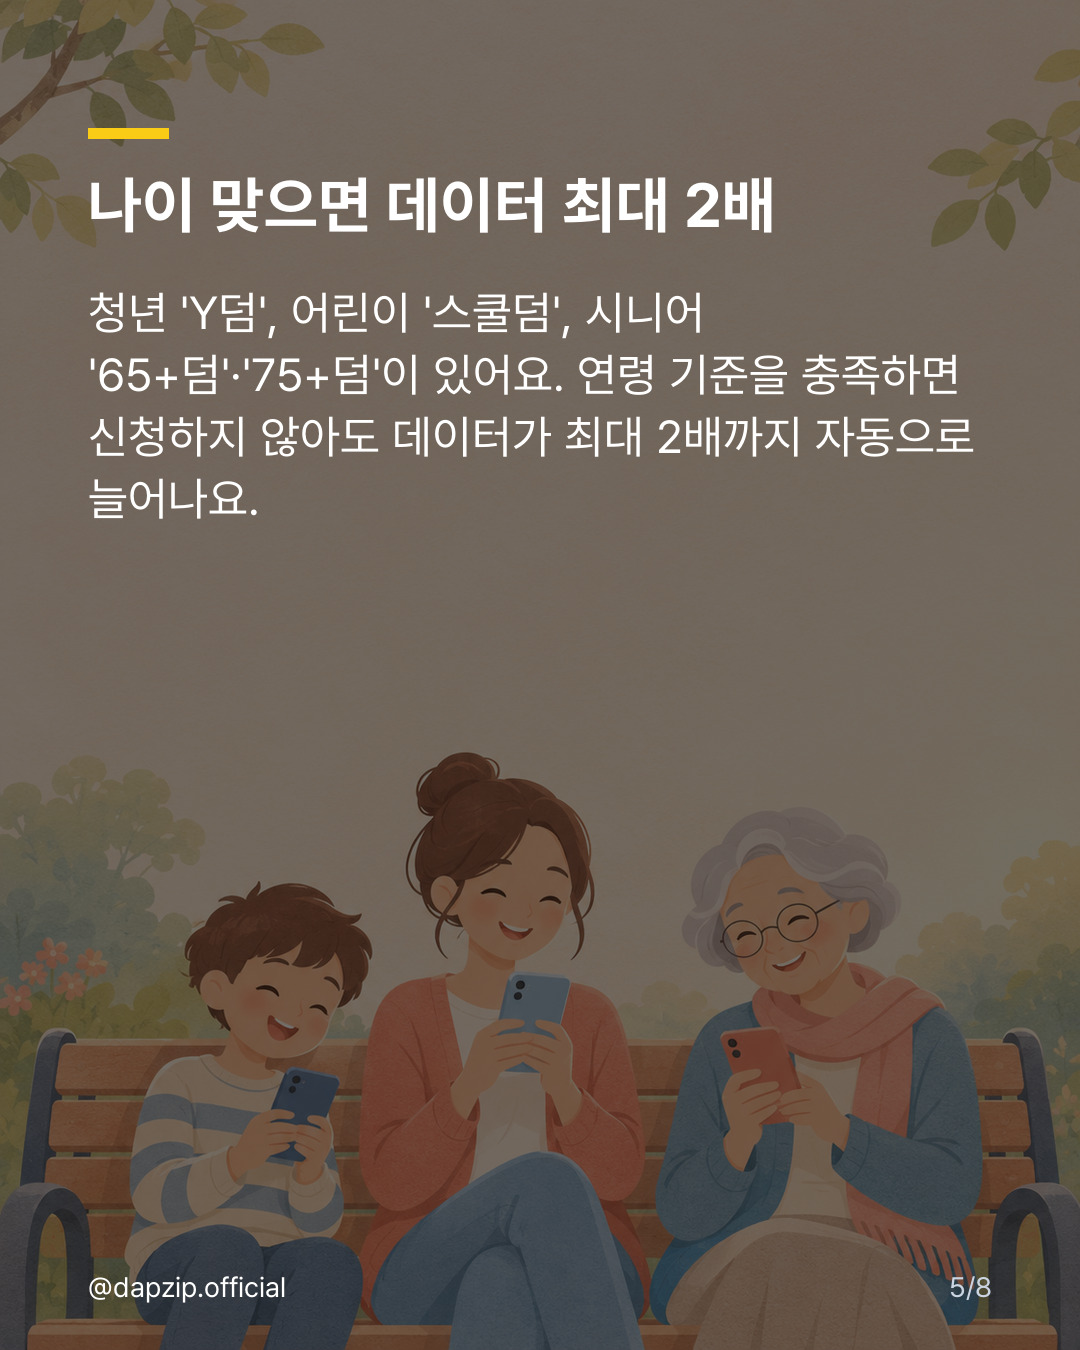 나이 맞으면 데이터 최대 2배
청년 'Y덤', 어린이 '스쿨덤', 시니어
'65+덤'·'75+덤'이 있어요. 연령 기준을 충족하면
신청하지 않아도 데이터가 최대 2배까지 자동으로
늘어나요.
@dapzip.official
5/8